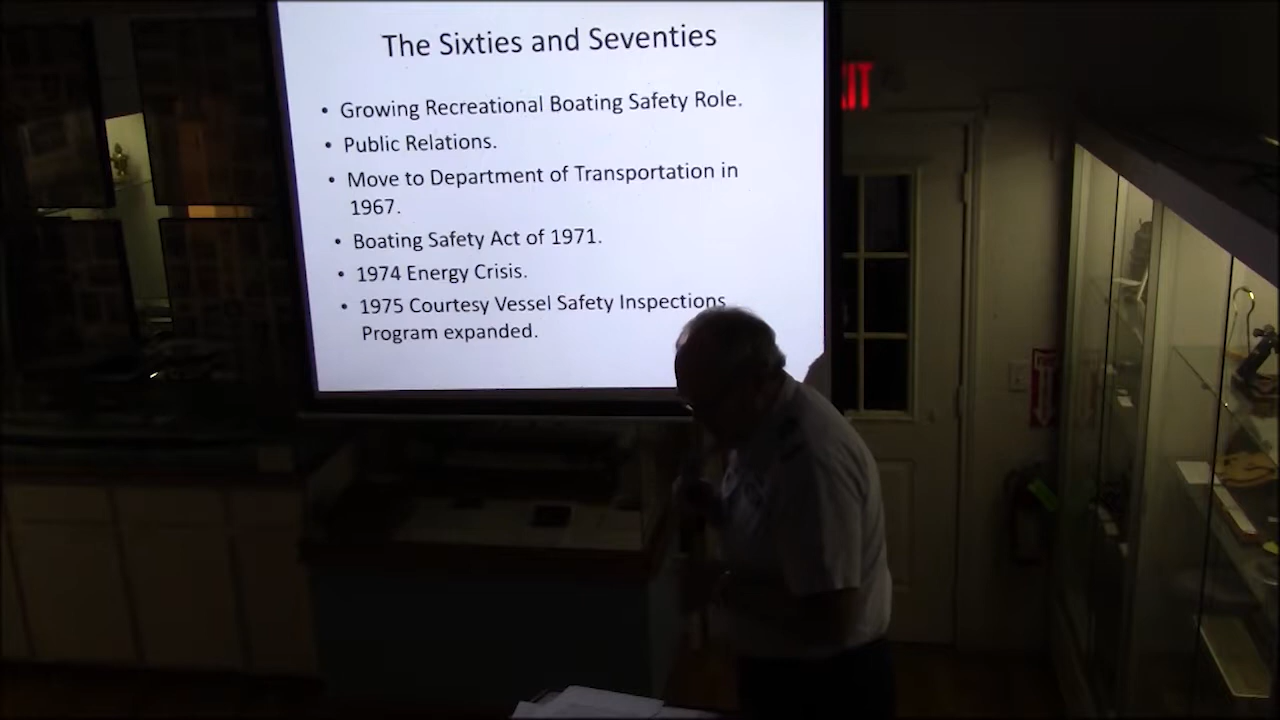 The Sixties and Seventies
• Growing Recreational Boating Safety Role.
• Public Relations.
• Move to Department of Transportation in
1967.
• Boating Safety Act of 1971.
• 1974 Energy Crisis.
• 1975 Courtesy Vessel Safety Inspections
Program expanded.
XIT